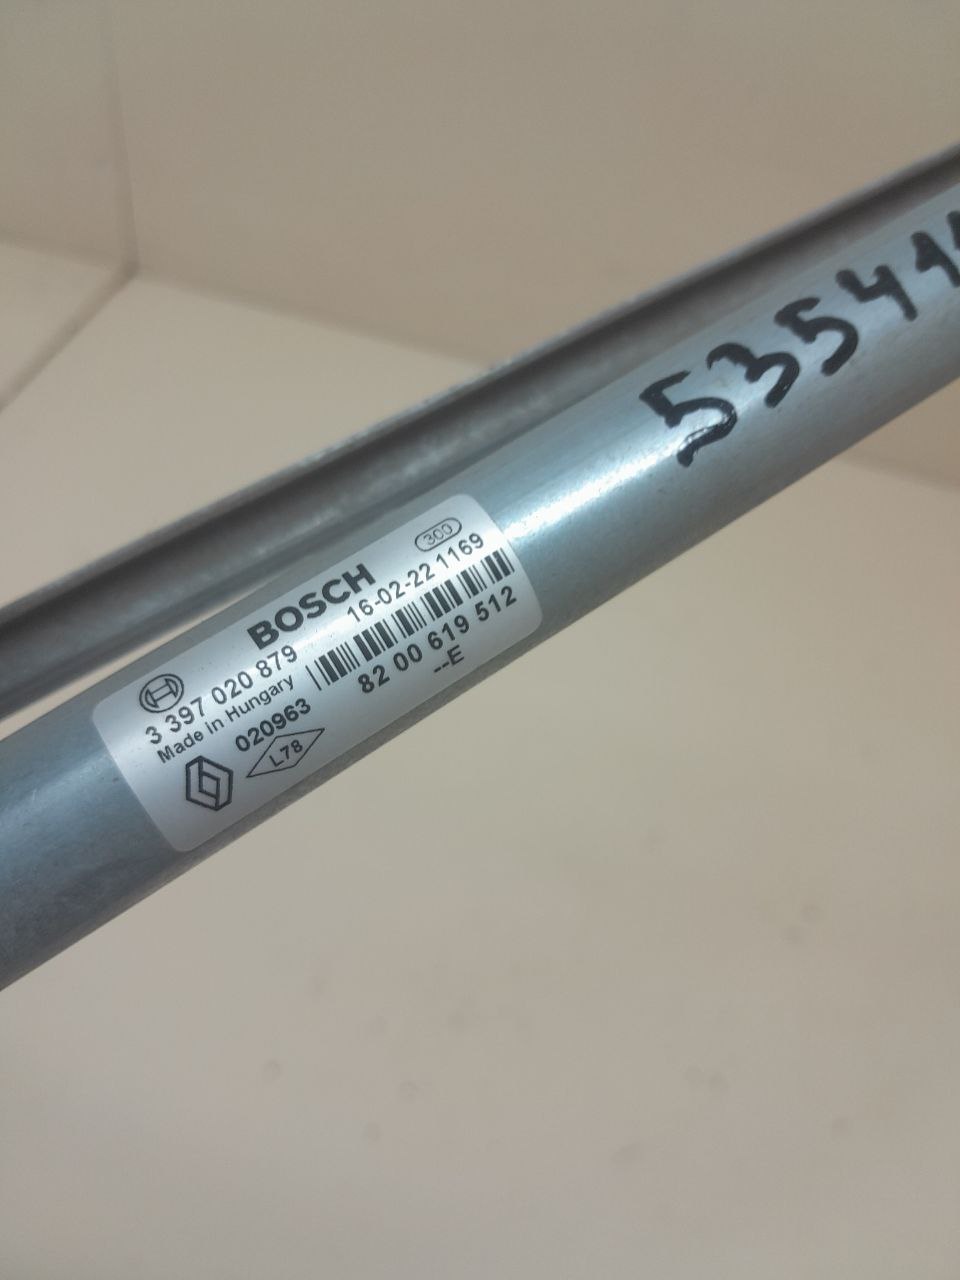 BOSCH
300
3 397 020 879
16-02-22 1169
Made in Hungary
020963
82 00 619 512
L78
--E